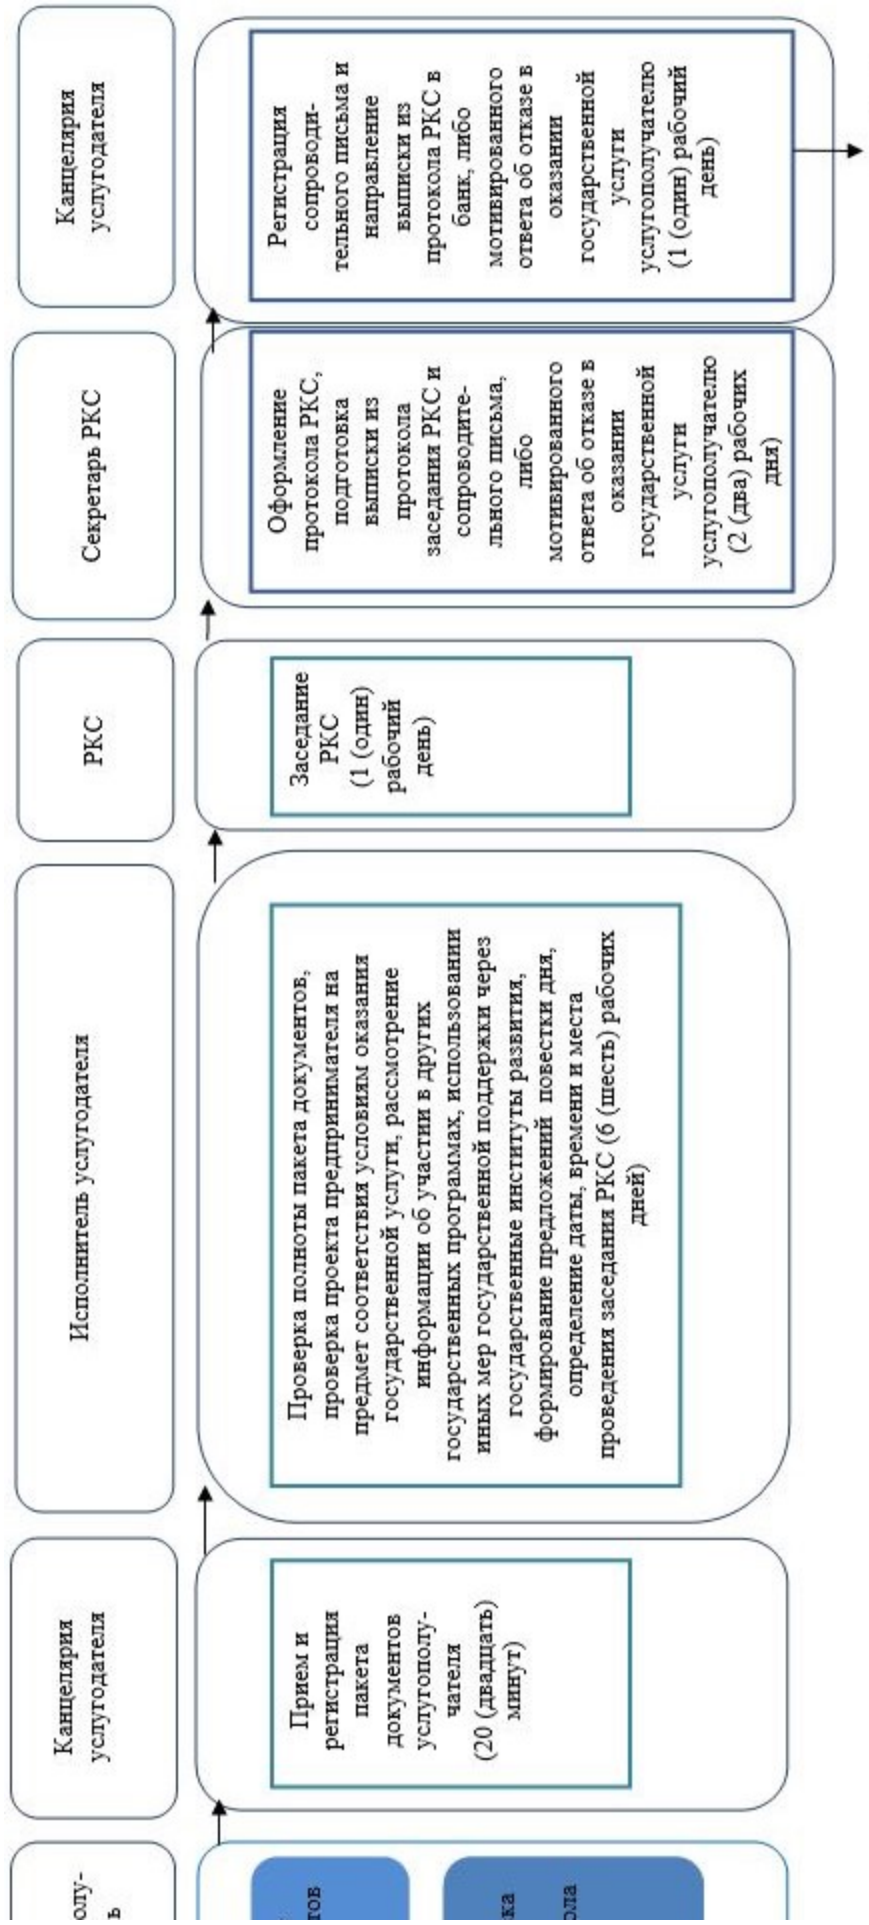 Канцелярия
услугодателя
Исполнитель услугодателя
РКС
Секретарь РКС
Канцелярия
услугодателя
Прием и
регистрация
пакета
документов
услугополу-
чателя
(20 (двадцать)
минут)
Проверка полноты пакета документов,
проверка проекта предпринимателя на
предмет соответствия условиям оказания
государственной услуги, рассмотрение
информации об участии в других
государственных программах, использовании
иных мер государственной поддержки через
государственные институты развития,
формирование предложений повестки дня,
определение даты, времени и места
проведения заседания РКС (6 (шесть) рабочих
дней)
Заседание
РКС
(1 (один)
рабочий
день)
Оформление
протокола РКС,
подготовка
выписки из
протокола
заседания РКС и
сопроводите-
льного письма,
либо
мотивированного
ответа об отказе в
оказании
государственной
услуги
услугополучателю
(2 (два) рабочих
дня)
Регистрация
сопроводи-
тельного письма и
направление
выписки из
протокола РКС в
банк, либо
мотивированного
ответа об отказе в
оказании
государственной
услуги
услугополучателю
(1 (один) рабочий
день)